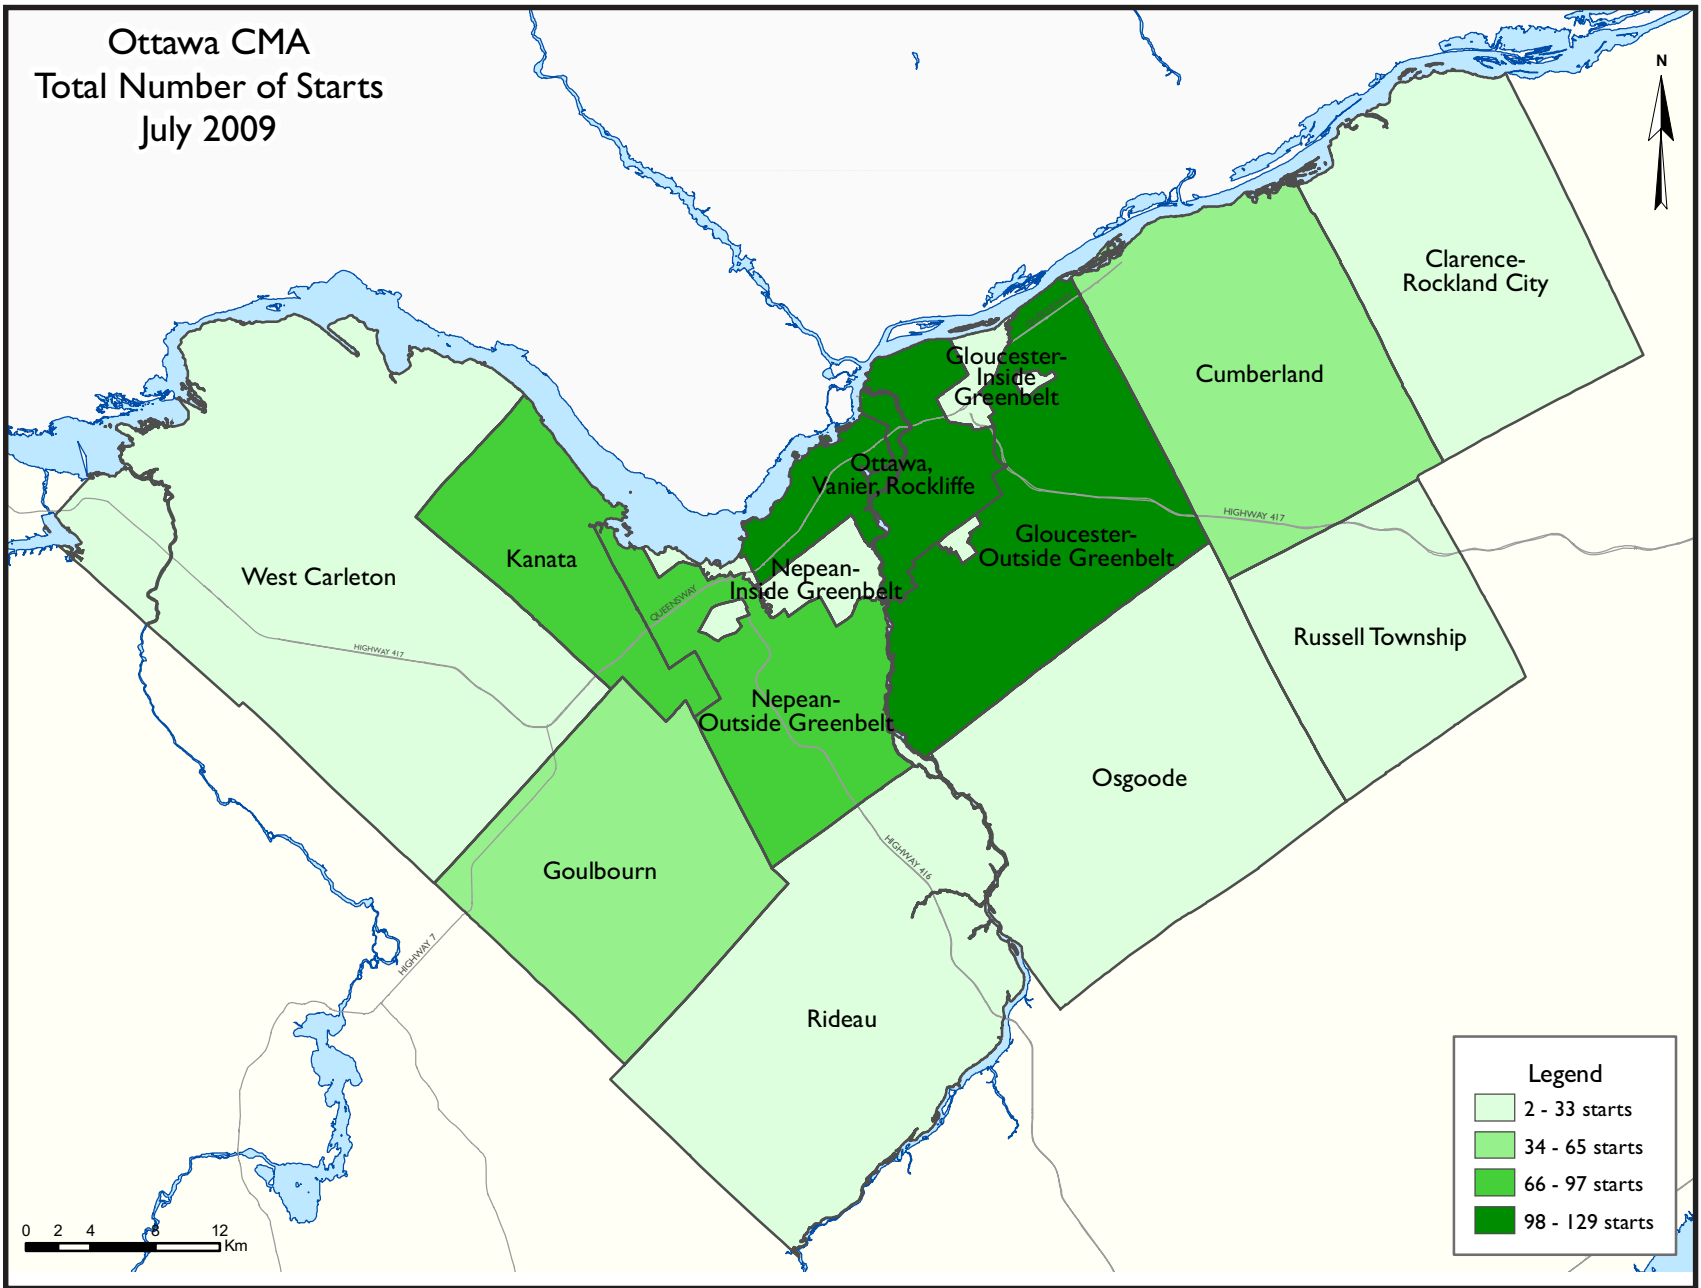 Ottawa CMA
Total Number of Starts
July 2009
N
Clarence-
Rockland City
Cumberland
Gloucester-
Inside
Greenbelt
Ottawa,
Vanier, Rockliffe
Gloucester-
Outside Greenbelt
HIGHWAY 417
Kanata
West Carleton
Nepean-
Inside Greenbelt
QUEENSWAY
HIGHWAY 417
Russell Township
Nepean-
Outside Greenbelt
Osgoode
Goulbourn
HIGHWAY 416
HIGHWAY 7
Rideau
Legend
2 - 33 starts
34 - 65 starts
66 - 97 starts
98 - 129 starts
0 2 4 8 12
Km